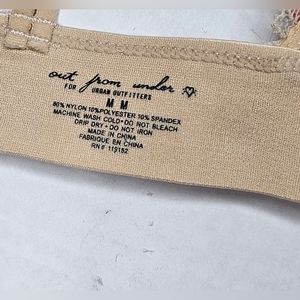 out from under ♡
FOR URBAN OUTFITTERS
M M
80% NYLON 10% POLYESTER 10% SPANDEX
MACHINE WASH COLD • DO NOT BLEACH
DRIP DRY • DO NOT IRON
MADE IN CHINA
FABRIQUE EN CHINA
RN# 115152